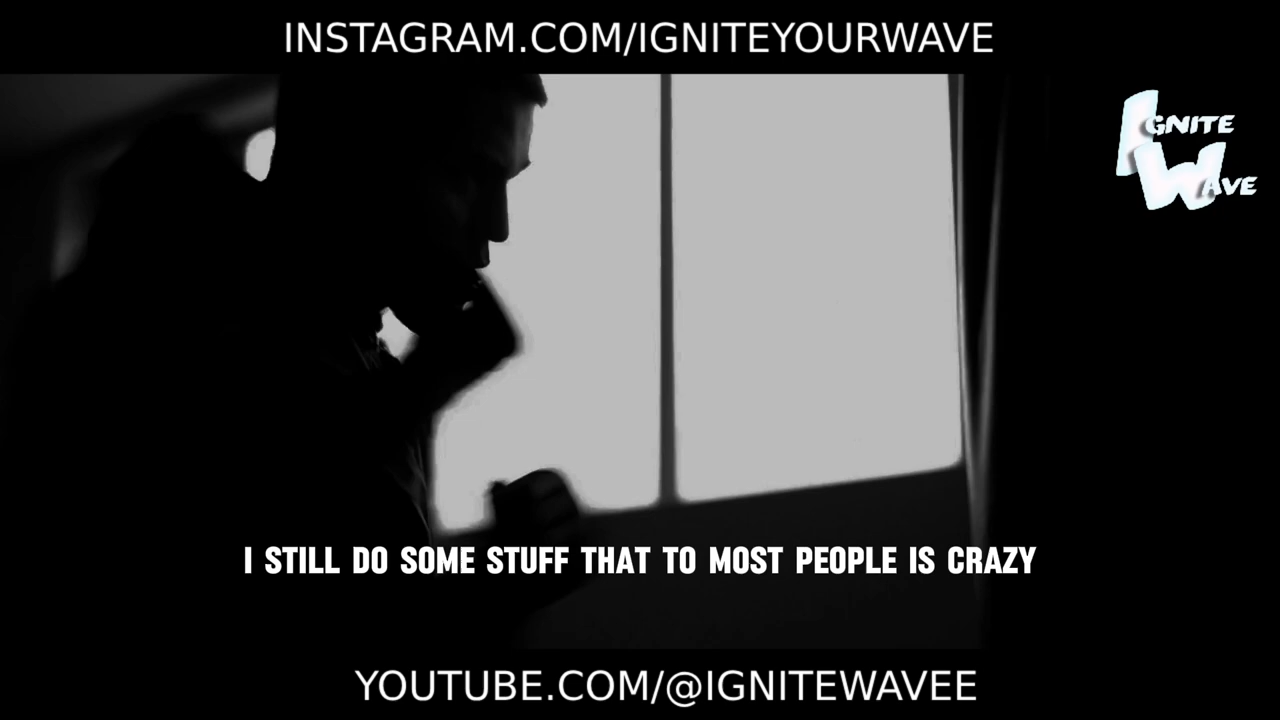 INSTAGRAM.COM/IGNITEYOURWAVE
IGNITE
WAVE
I STILL DO SOME STUFF THAT TO MOST PEOPLE IS CRAZY
YOUTUBE.COM/@IGNITEWAVEE